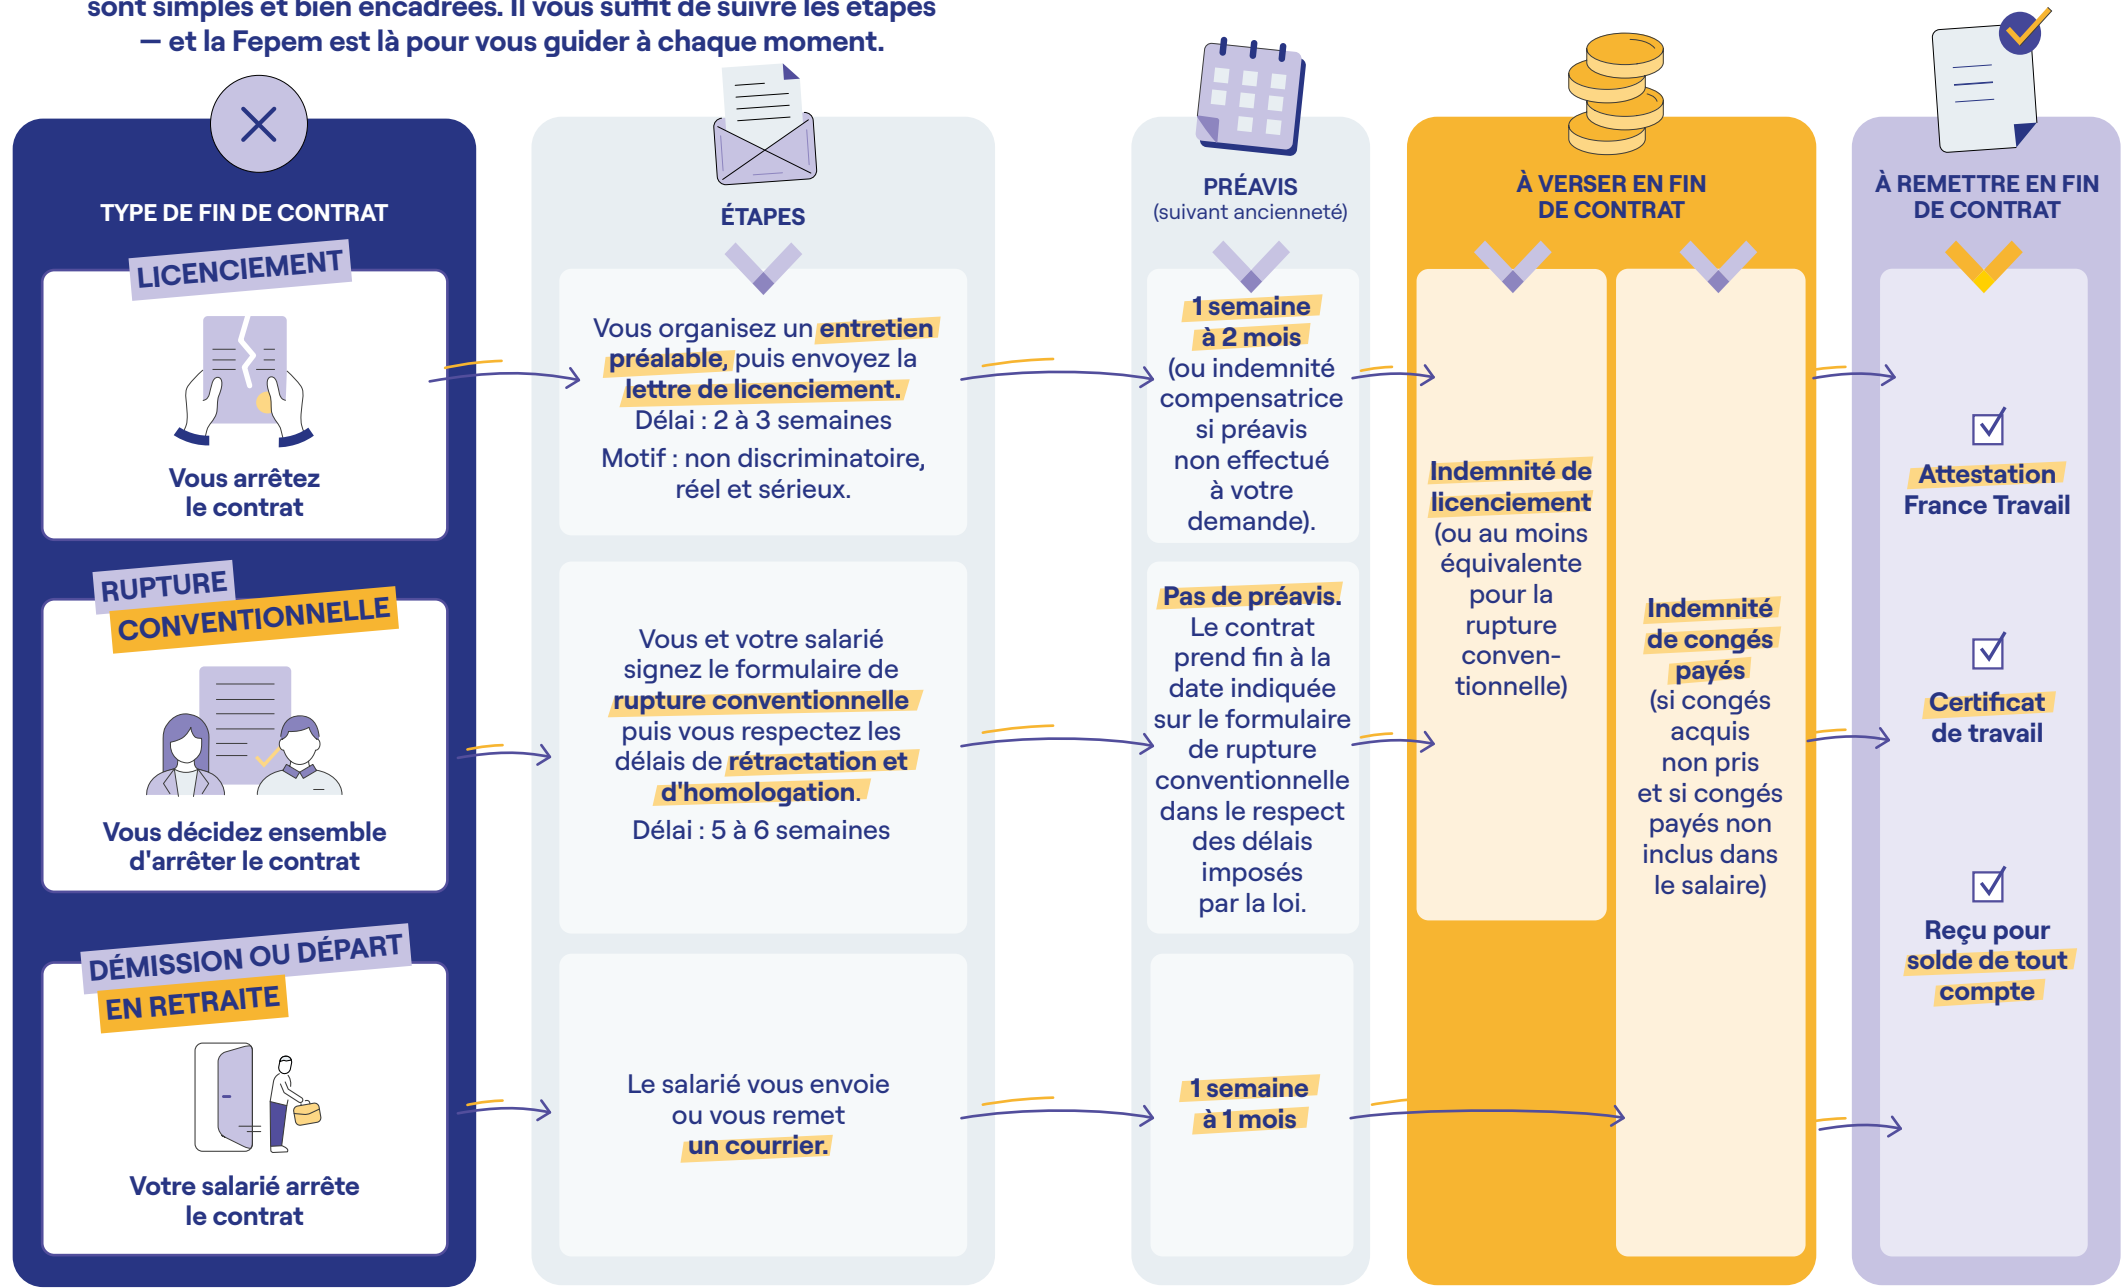 sont simples et bien encadrées. Il vous suffit de suivre les étapes
— et la Fepem est là pour vous guider à chaque moment.
TYPE DE FIN DE CONTRAT
LICENCIEMENT
Vous arrêtez
le contrat
RUPTURE
CONVENTIONNELLE
Vous décidez ensemble
d'arrêter le contrat
DÉMISSION OU DÉPART
EN RETRAITE
Votre salarié arrête
le contrat
ÉTAPES
Vous organisez un entretien
préalable, puis envoyez la
lettre de licenciement.
Délai : 2 à 3 semaines
Motif : non discriminatoire,
réel et sérieux.
Vous et votre salarié
signez le formulaire de
rupture conventionnelle
puis vous respectez les
délais de rétractation et
d'homologation.
Délai : 5 à 6 semaines
Le salarié vous envoie
ou vous remet
un courrier.
PRÉAVIS
(suivant ancienneté)
1 semaine
à 2 mois
(ou indemnité
compensatrice
si préavis
non effectué
à votre
demande).
Pas de préavis.
Le contrat
prend fin à la
date indiquée
sur le formulaire
de rupture
conventionnelle
dans le respect
des délais
imposés
par la loi.
1 semaine
à 1 mois
À VERSER EN FIN
DE CONTRAT
Indemnité de
licenciement
(ou au moins
équivalente
pour la
rupture
conven-
tionnelle)
Indemnité
de congés
payés
(si congés
acquis
non pris
et si congés
payés non
inclus dans
le salaire)
À REMETTRE EN FIN
DE CONTRAT
Attestation
France Travail
Certificat
de travail
Reçu pour
solde de tout
compte